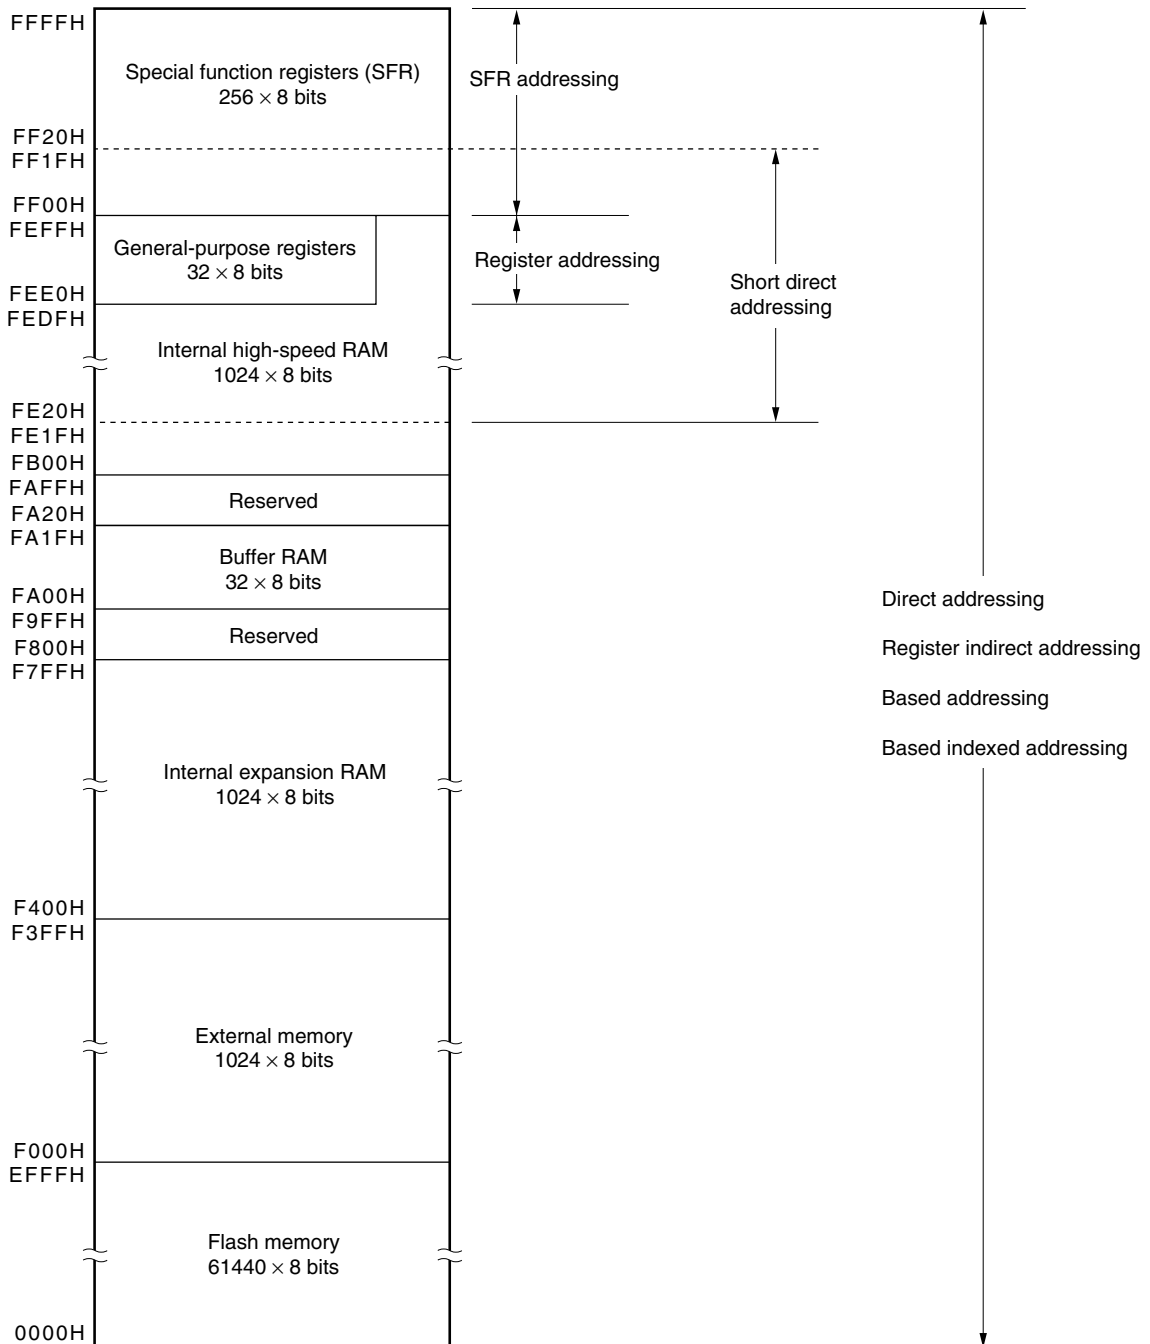 FFFFH
Special function registers (SFR)
256 × 8 bits
SFR addressing
FF20H
FF1FH
FF00H
FEFFH
General-purpose registers
32 × 8 bits
Register addressing
Short direct
addressing
FEE0H
FEDFH
Internal high-speed RAM
1024 × 8 bits
FE20H
FE1FH
FB00H
FAFFH
Reserved
FA20H
FA1FH
Buffer RAM
32 × 8 bits
FA00H
F9FFH
Reserved
F800H
F7FFH
Direct addressing
Register indirect addressing
Based addressing
Based indexed addressing
Internal expansion RAM
1024 × 8 bits
F400H
F3FFH
External memory
1024 × 8 bits
F000H
EFFFH
Flash memory
61440 × 8 bits
0000H